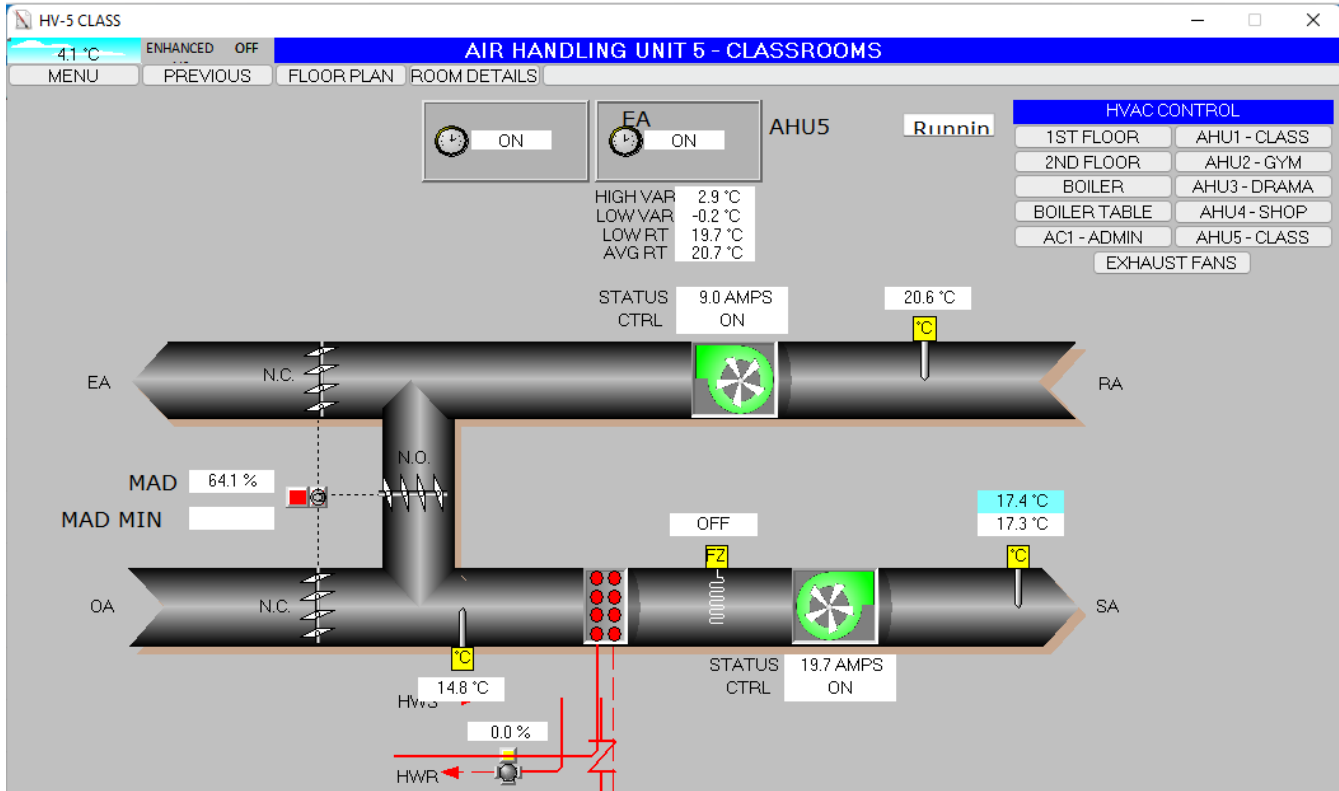 HV-5 CLASS
4.1 °C ENHANCED OFF AIR HANDLING UNIT 5 - CLASSROOMS
MENU PREVIOUS FLOOR PLAN ROOM DETAILS
HVAC CONTROL
EA AHU5 Runnin
ON ON
1ST FLOOR AHU1 - CLASS
2ND FLOOR AHU2 - GYM
BOILER AHU3 - DRAMA
BOILER TABLE AHU4 - SHOP
AC1 - ADMIN AHU5 - CLASS
EXHAUST FANS
HIGH VAR 2.9 °C
LOW VAR -0.2 °C
LOW RT 19.7 °C
AVG RT 20.7 °C
STATUS 9.0 AMPS 20.6 °C
CTRL ON
°C
EA N.C. RA
N.O.
MAD 64.1 %
MAD MIN
17.4 °C
OFF 17.3 °C
FZ °C
OA N.C. SA
°C
STATUS 19.7 AMPS
14.8 °C CTRL ON
HWS
0.0 %
HWR